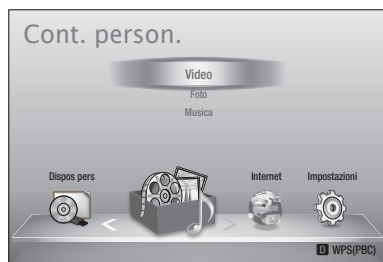 Cont. person.
Video
Foto
Musica
Dispos pers Internet Impostazioni
D WPS(PBC)